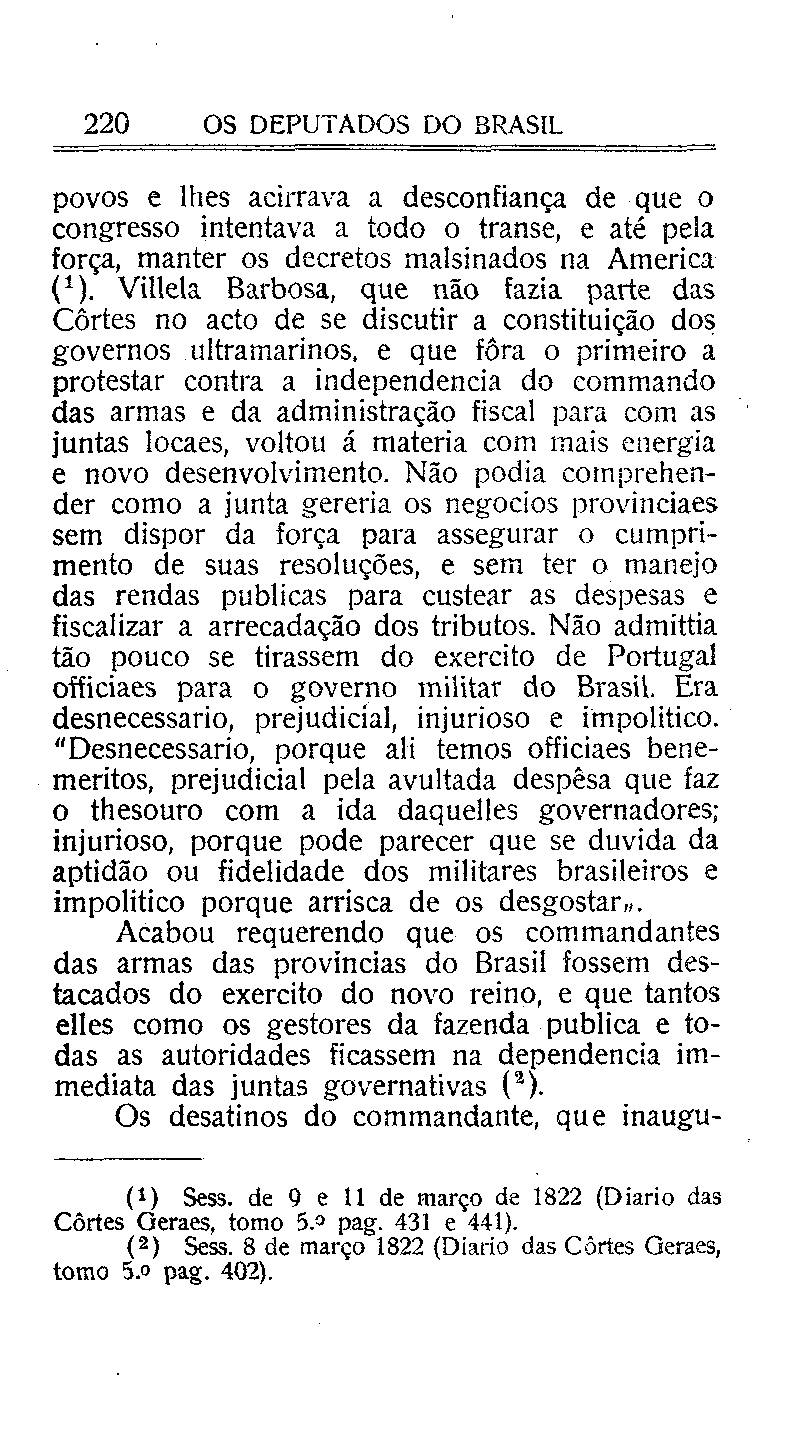 220 OS DEPUTADOS DO BRASIL
povos e lhes acirrava a desconfiança de que o
congresso intentava a todo o transe, e até pela
força, manter os decretos malsinados na America
(¹). Villela Barbosa, que não fazia parte das
Côrtes no acto de se discutir a constituição dos
governos ultramarinos, e que fôra o primeiro a
protestar contra a independencia do commando
das armas e da administração fiscal para com as
juntas locaes, voltou á materia com mais energia
e novo desenvolvimento. Não podia comprehen-
der como a junta gereria os negocios provinciaes
sem dispor da força para assegurar o cumpri-
mento de suas resoluções, e sem ter o manejo
das rendas publicas para custear as despesas e
fiscalizar a arrecadação dos tributos. Não admittia
tão pouco se tirassem do exercito de Portugal
officiaes para o governo militar do Brasil. Era
desnecessario, prejudicial, injurioso e impolitico.
"Desnecessario, porque ali temos officiaes bene-
meritos, prejudicial pela avultada despêsa que faz
o thesouro com a ida daquelles governadores;
injurioso, porque pode parecer que se duvida da
aptidão ou fidelidade dos militares brasileiros e
impolitico porque arrisca de os desgostar„.
Acabou requerendo que os commandantes
das armas das provincias do Brasil fossem des-
tacados do exercito do novo reino, e que tantos
elles como os gestores da fazenda publica e to-
das as autoridades ficassem na dependencia im-
mediata das juntas governativas (²).
Os desatinos do commandante, que inaugu-
(¹) Sess. de 9 e 11 de março de 1822 (Diario das
Côrtes Geraes, tomo 5.º pag. 431 e 441).
(²) Sess. 8 de março 1822 (Diario das Côrtes Geraes,
tomo 5.º pag. 402).